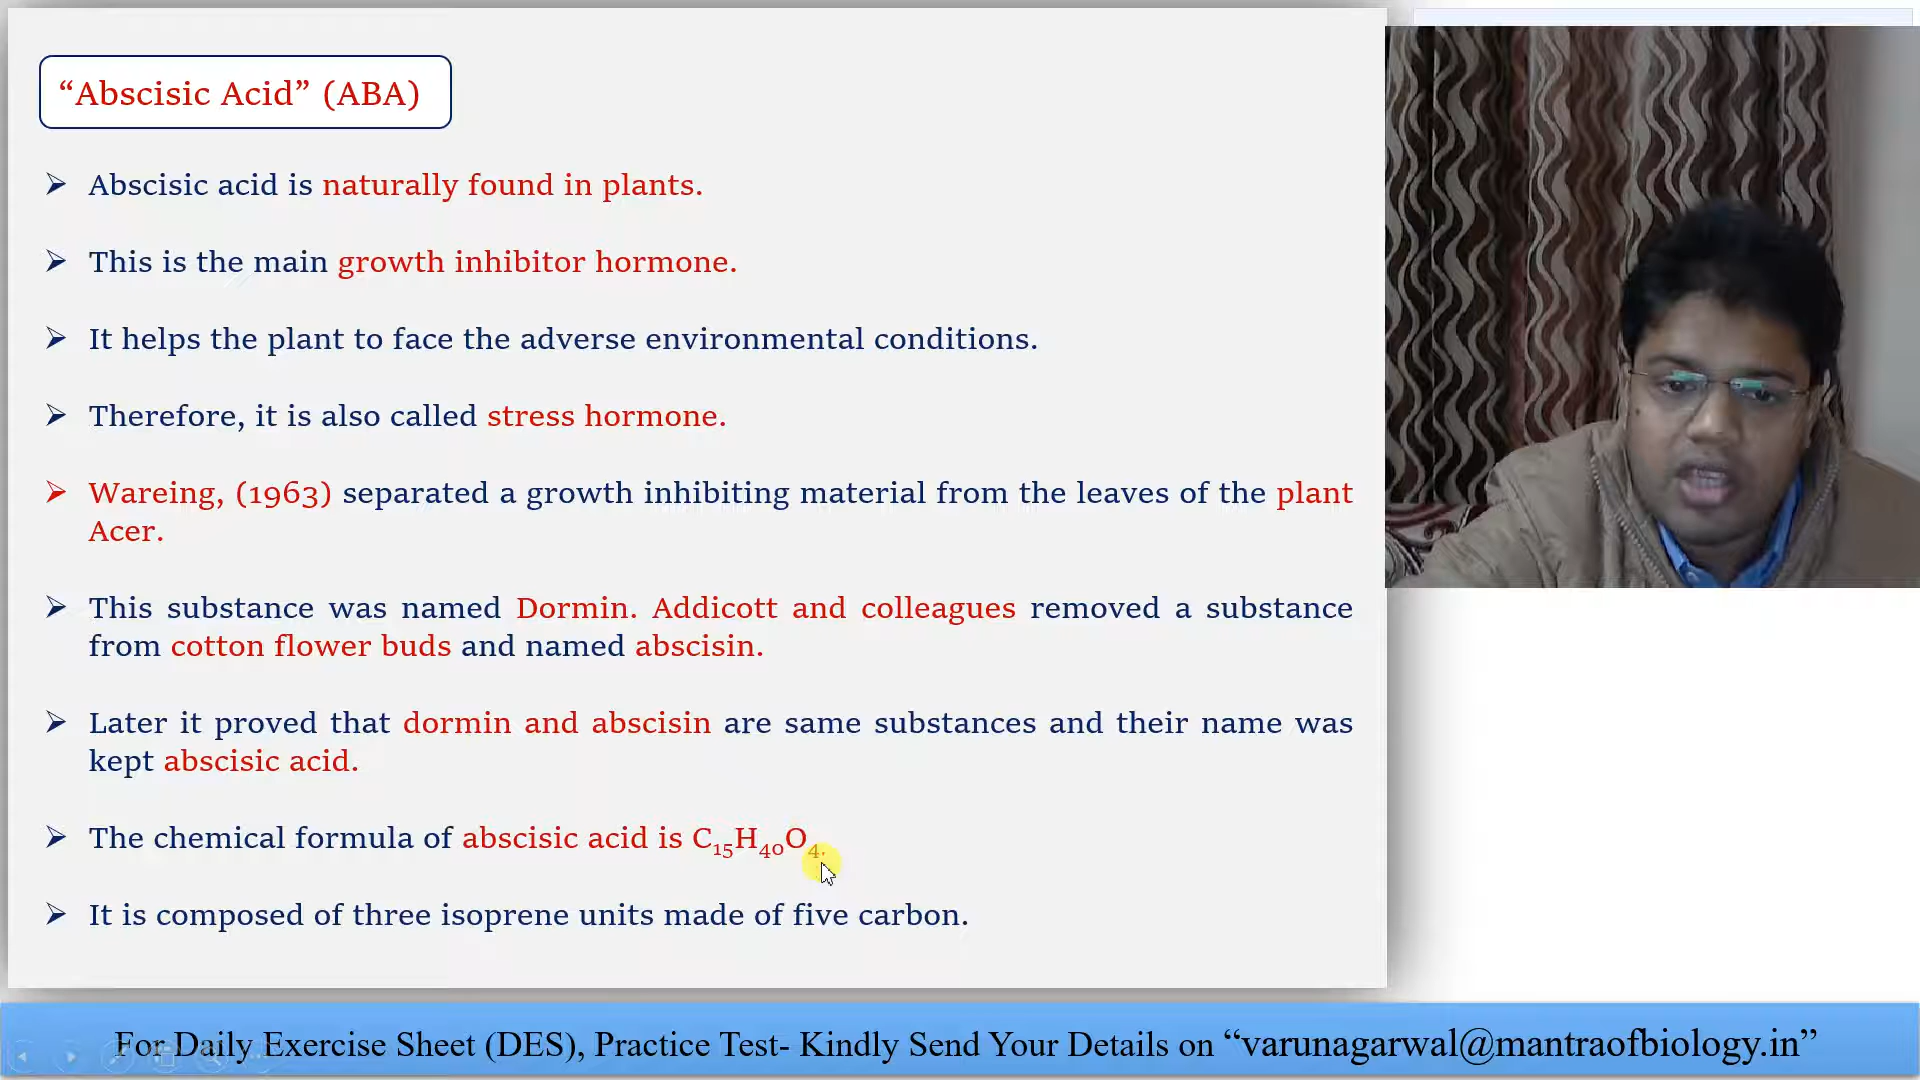 “Abscisic Acid” (ABA)
➢ Abscisic acid is naturally found in plants.
➢ This is the main growth inhibitor hormone.
➢ It helps the plant to face the adverse environmental conditions.
➢ Therefore, it is also called stress hormone.
➢ Wareing, (1963) separated a growth inhibiting material from the leaves of the plant
Acer.
➢ This substance was named Dormin. Addicott and colleagues removed a substance
from cotton flower buds and named abscisin.
➢ Later it proved that dormin and abscisin are same substances and their name was
kept abscisic acid.
➢ The chemical formula of abscisic acid is C₁₅H₄₀O₄.
➢ It is composed of three isoprene units made of five carbon.
For Daily Exercise Sheet (DES), Practice Test- Kindly Send Your Details on “varunagarwal@mantraofbiology.in”